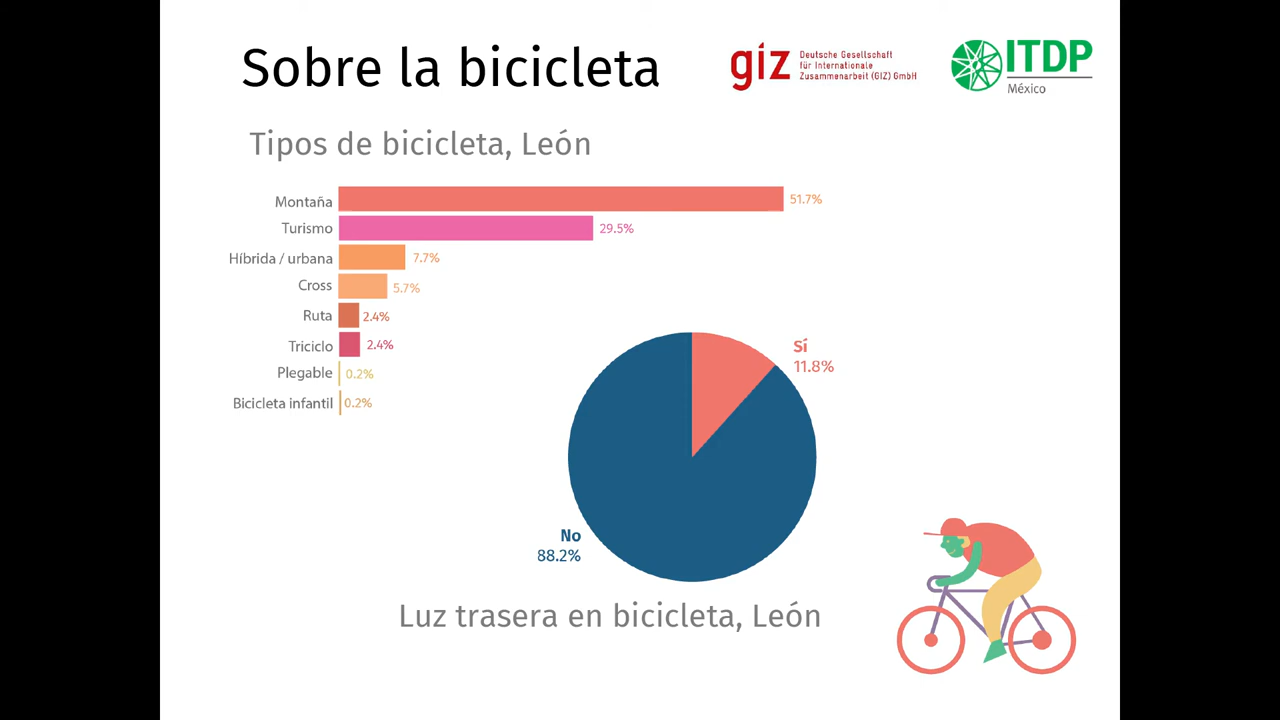 Sobre la bicicleta
giz
Deutsche Gesellschaft
für Internationale
Zusammenarbeit (GIZ) GmbH
ITDP
México
Tipos de bicicleta, León
Montaña 51.7%
Turismo 29.5%
Híbrida / urbana 7.7%
Cross 5.7%
Ruta 2.4%
Triciclo 2.4%
Plegable 0.2%
Bicicleta infantil 0.2%
Sí
11.8%
No
88.2%
Luz trasera en bicicleta, León